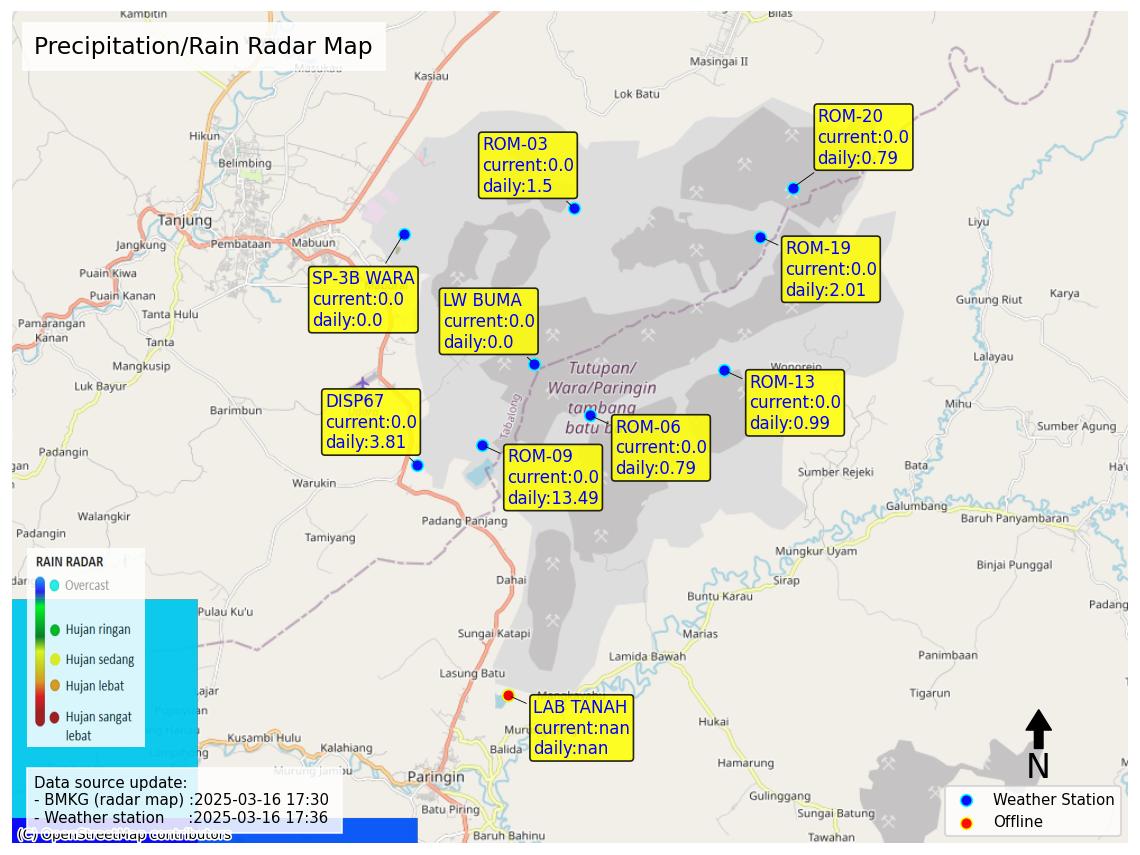 Kambitin
Bilas
Precipitation/Rain Radar Map
Masukau
Kasiau
Masingai II
Lok Batu
ROM-20
current:0.0
daily:0.79
Hikun
ROM-03
current:0.0
daily:1.5
Belimbing
Tanjung
Liyu
Jangkung
Pembataan
Mabuun
ROM-19
current:0.0
daily:2.01
Puain Kiwa
SP-3B WARA
current:0.0
daily:0.0
Puain Kanan
LW BUMA
current:0.0
daily:0.0
Karya
Gunung Riut
Tanta Hulu
Pamarangan
Kanan
Tanta
Mangkusip
Lalayau
Tutupan/
Wara/Paringin
tambang
batu b
Wonorejo
Luk Bayur
ROM-13
current:0.0
daily:0.99
Tabalong
DISP67
current:0.0
daily:3.81
Barimbun
Mihu
ROM-06
current:0.0
daily:0.79
Sumber Agung
Padangin
ROM-09
current:0.0
daily:13.49
gan
Bata
Sumber Rejeki
Warukin
Galumbang
Walangkir
Padang Panjang
Baruh Panyambaran
Padangin
Tamiyang
Mungkur Uyam
Binjai Punggal
RAIN RADAR
Overcast
Hujan ringan
Hujan sedang
Hujan lebat
Hujan sangat
lebat
Dahai
Sirap
Buntu Karau
Padang
Pulau Ku'u
Sungai Katapi
Marias
Lamida Bawah
Panimbaan
Lasung Batu
Tigarun
LAB TANAH
current:nan
daily:nan
Hukai
Kusambi Hulu
Kalahiang
Balida
Hamarung
Murung Jambu
Paringin
N
Data source update:
- BMKG (radar map) :2025-03-16 17:30
- Weather station :2025-03-16 17:36
Gulinggang
Weather Station
Offline
Batu Piring
Sungai Batung
Baruh Bahinu
Tawahan
(C) OpenStreetMap contributors